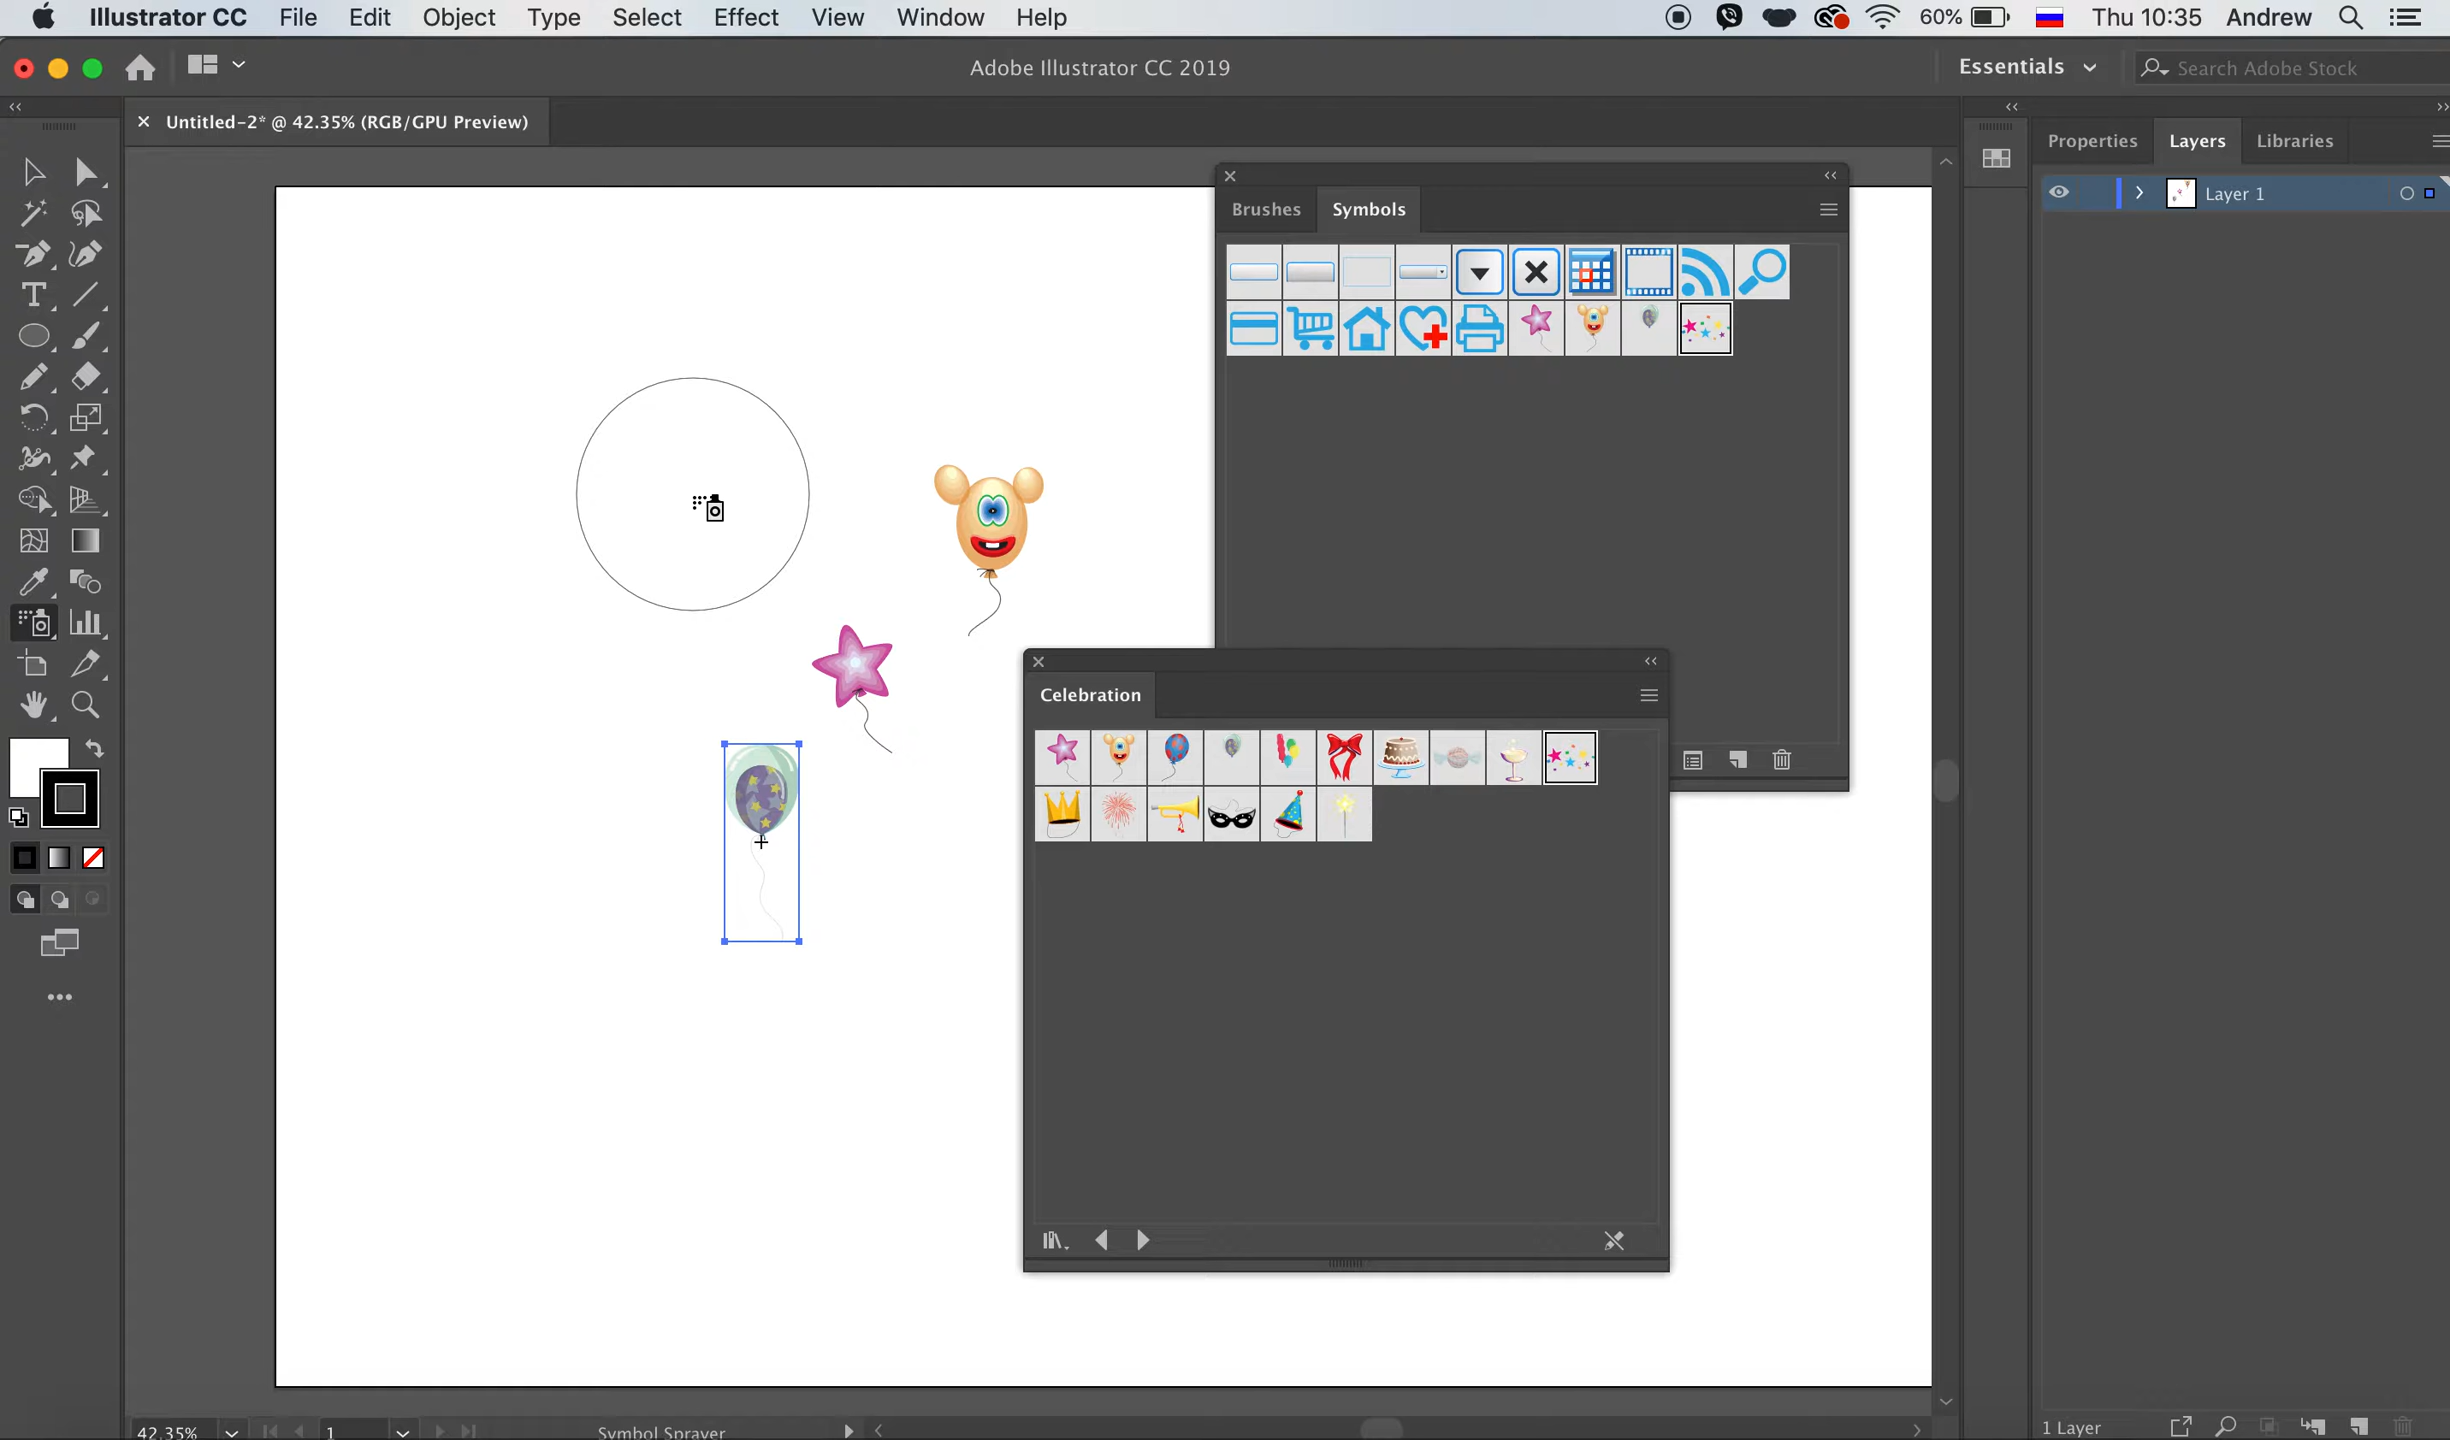 Illustrator CC File Edit Object Type Select Effect View Window Help 60% Thu 10:35 Andrew
Adobe Illustrator CC 2019 Essentials Search Adobe Stock
Untitled-2* @ 42.35% (RGB/GPU Preview)
Properties Layers Libraries
Layer 1
Brushes Symbols
Celebration
42.35% 1 Symbol Sprayer
1 Layer